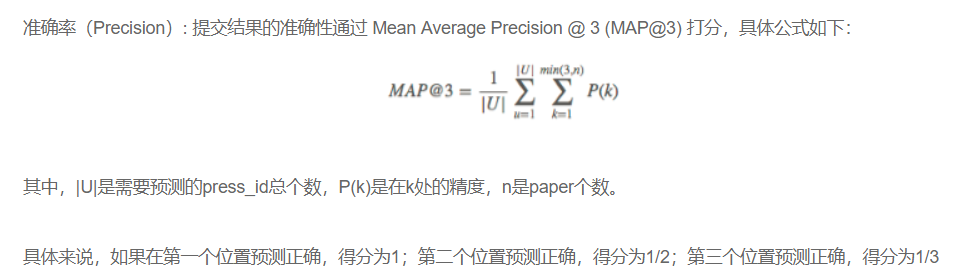 准确率（Precision）: 提交结果的准确性通过 Mean Average Precision @ 3 (MAP@3) 打分，具体公式如下：
MAP@3 = \frac{1}{|U|} \sum_{u=1}^{|U|} \sum_{k=1}^{min(3,n)} P(k)
其中，|U|是需要预测的press_id总个数，P(k)是在k处的精度，n是paper个数。
具体来说，如果在第一个位置预测正确，得分为1；第二个位置预测正确，得分为1/2；第三个位置预测正确，得分为1/3